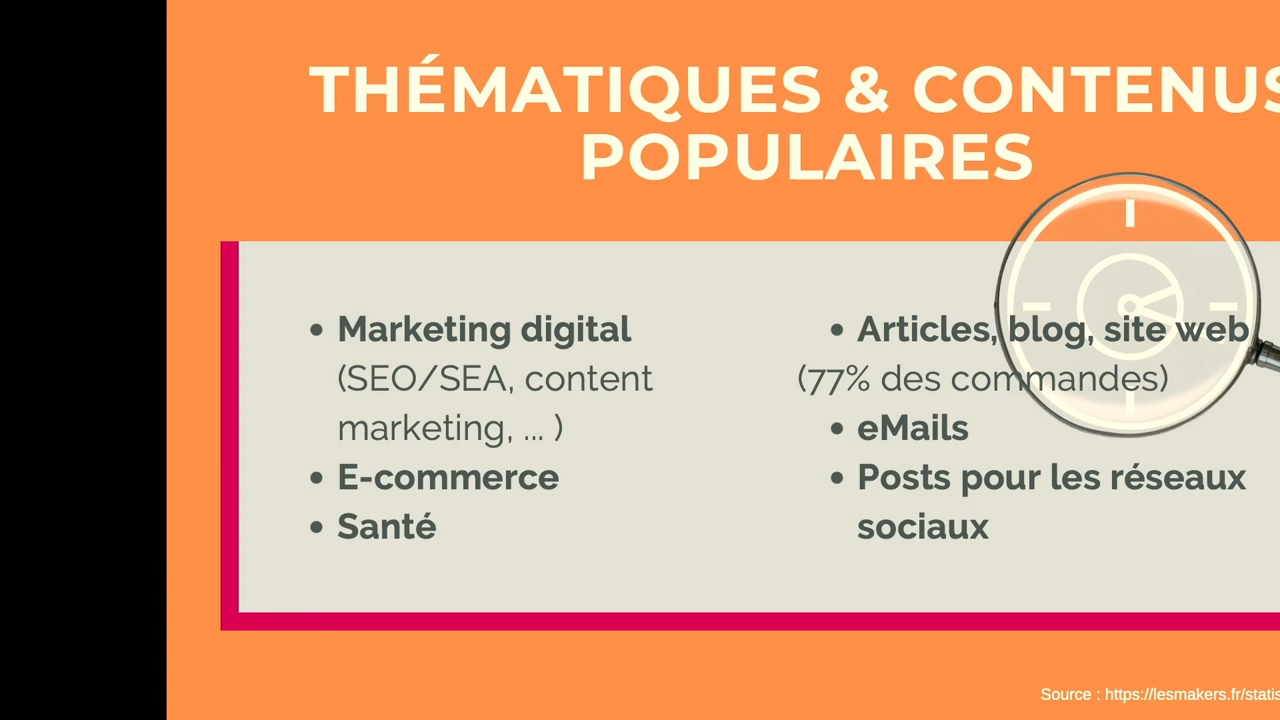 THÉMATIQUES & CONTENUS
POPULAIRES
• Marketing digital
(SEO/SEA, content
marketing, ... )
• E-commerce
• Santé
• Articles, blog, site web
(77% des commandes)
• eMails
• Posts pour les réseaux
sociaux
Source : https://lesmakers.fr/statis